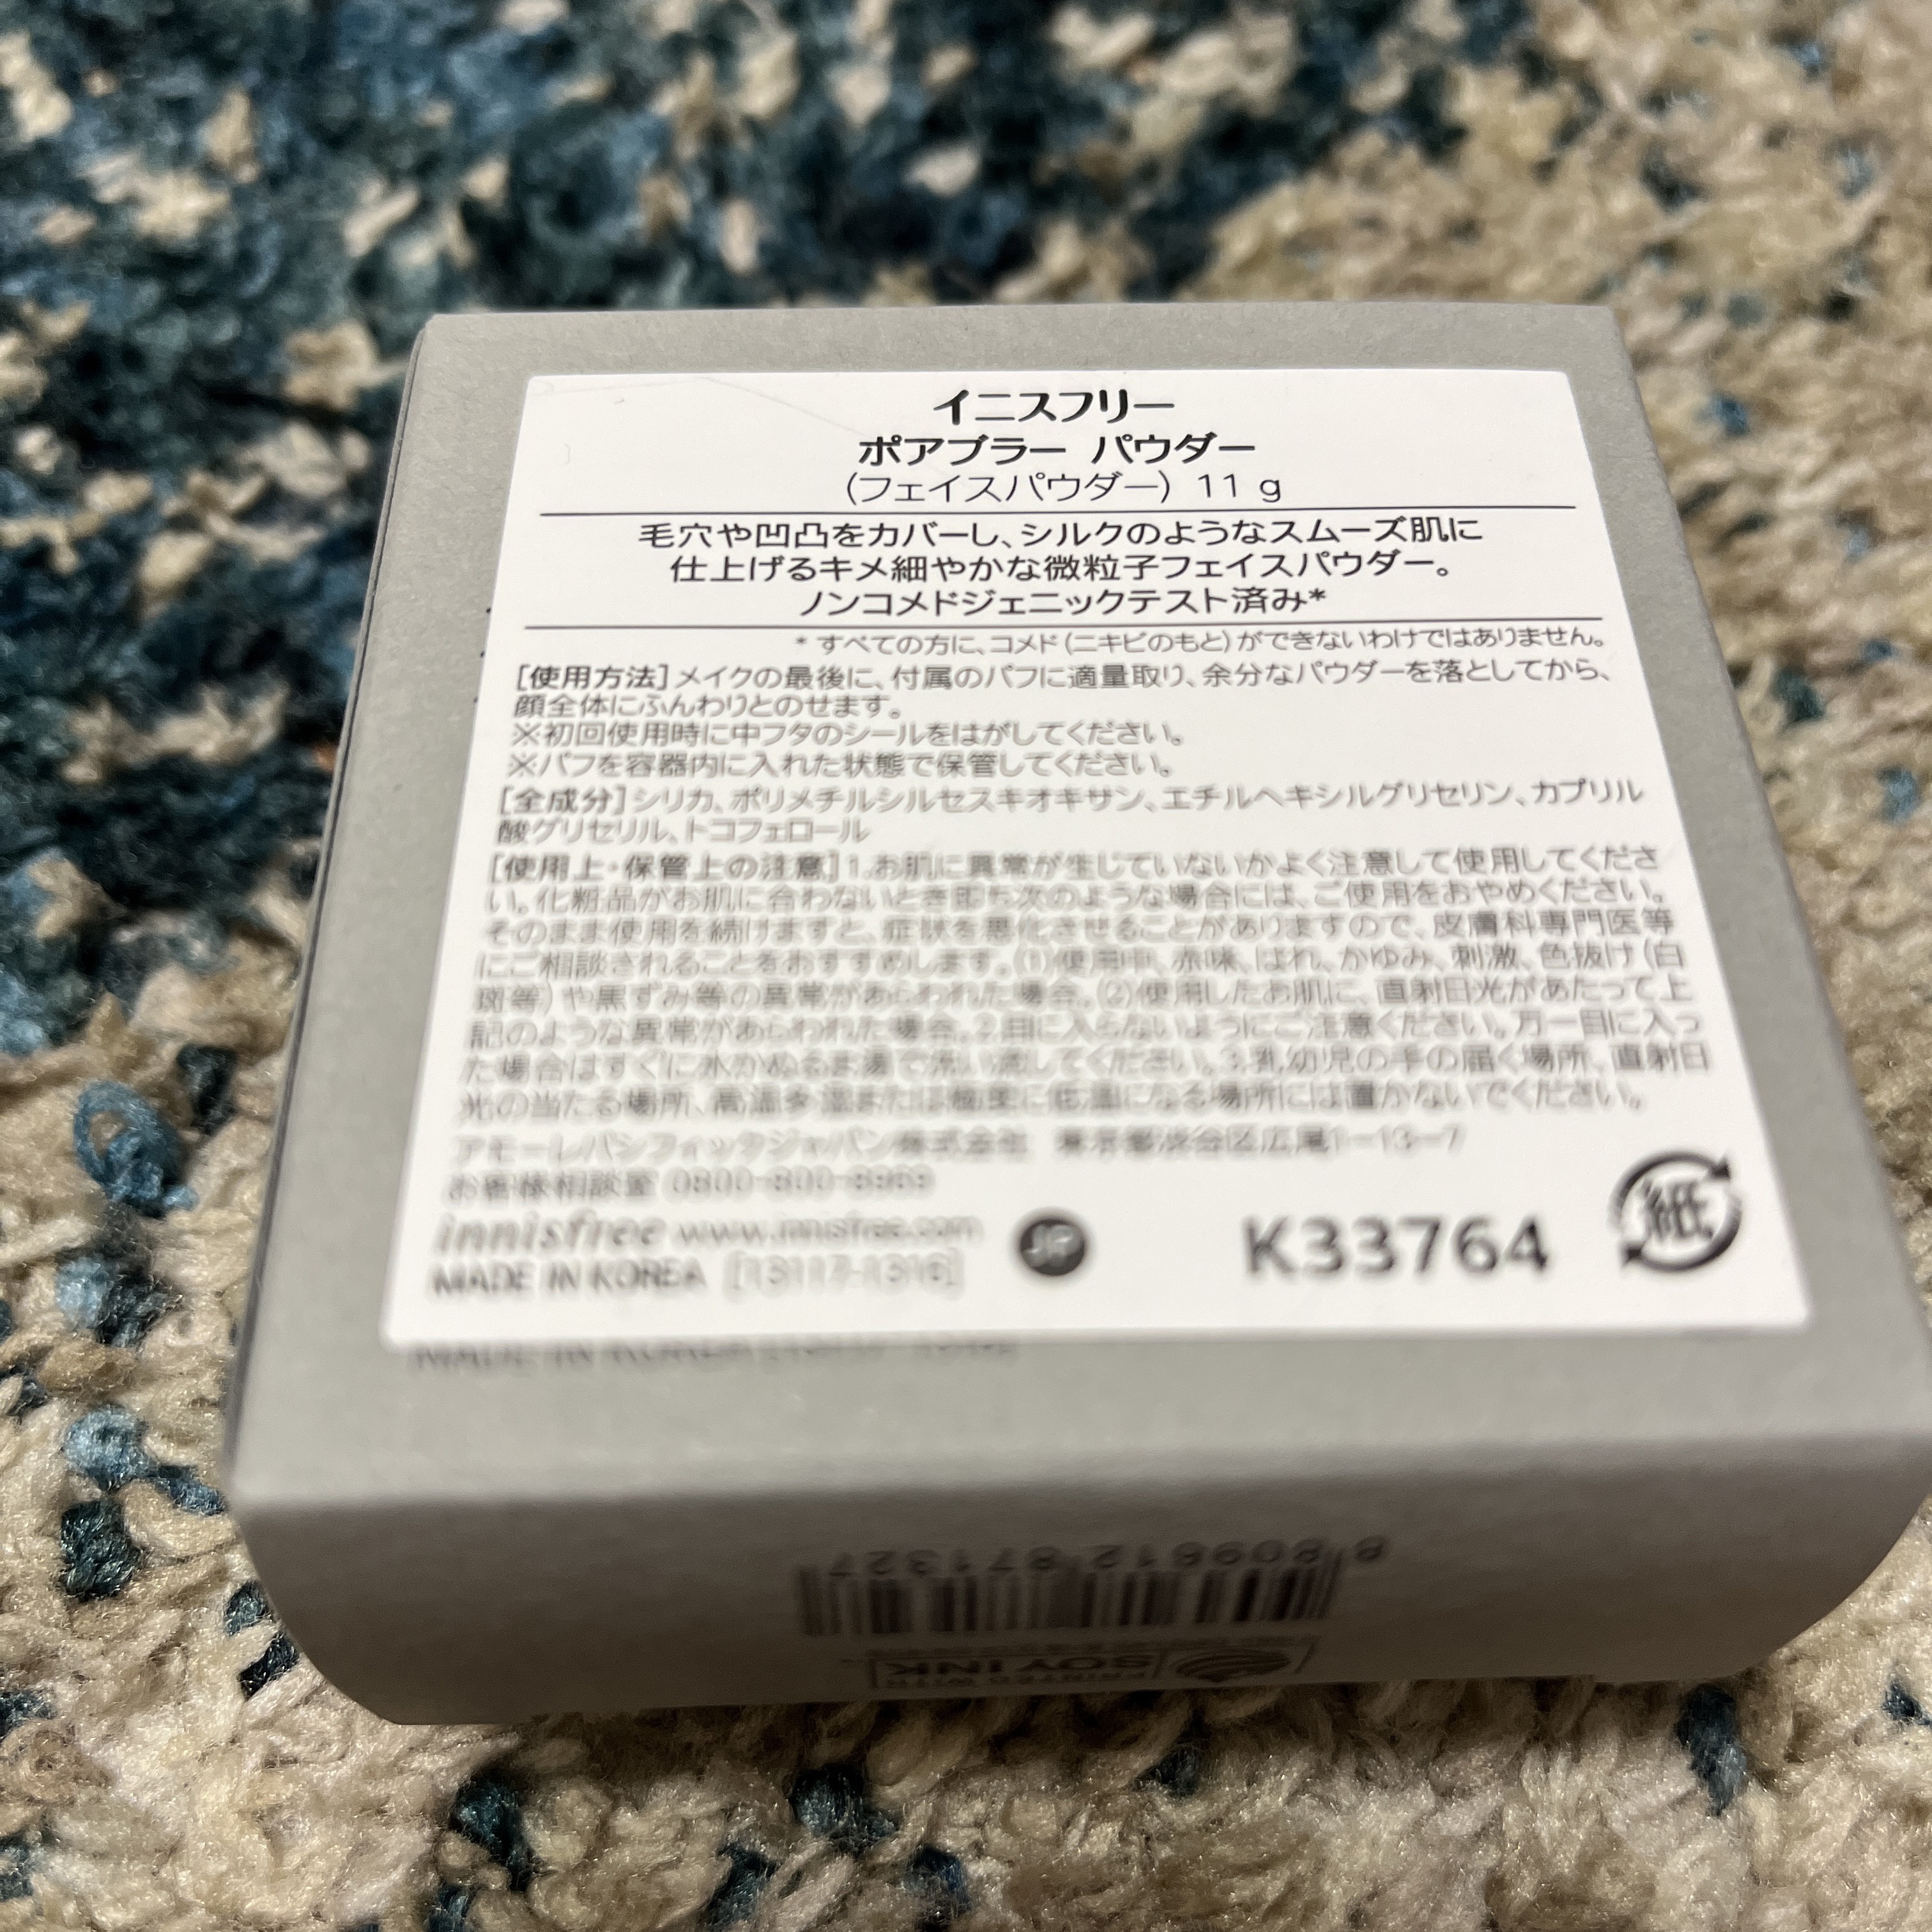 イニスフリー
ポアブラー パウダー
(フェイスパウダー) 11 g
毛穴や凹凸をカバーし、シルクのようなスムーズ肌に
仕上げるキメ細やかな微粒子フェイスパウダー。
ノンコメドジェニックテスト済み*
* すべての方に、コメド(ニキビのもと)ができないわけではありません。
[使用方法]メイクの最後に、付属のパフに適量取り、余分なパウダーを落としてから、
顔全体にふんわりとのせます。
※初回使用時に中フタのシールをはがしてください。
※パフを容器内に入れた状態で保管してください。
[全成分]シリカ、ポリメチルシルセスキオキサン、エチルヘキシルグリセリン、カプリル
酸グリセリル、トコフェロール
[使用上・保管上の注意]1.お肌に異常が生じていないかよく注意して使用してくださ
い。化粧品がお肌に合わないとき即ち次のような場合には、ご使用をおやめください。
そのまま使用を続けますと、症状を悪化させることがありますので、皮膚科専門医等
にご相談されることをおすすめします。(1)使用中、赤味、はれ、かゆみ、刺激、色抜け(白
斑等)や黒ずみ等の異常があらわれた場合。(2)使用したお肌に、直射日光があたって上
記のような異常があらわれた場合。2.目に入らないようにご注意ください。万一目に入っ
た場合はすぐに水かぬるま湯で洗い流してください。3.乳幼児の手の届く場所、直射日
光の当たる場所、高温多湿または極度に低温になる場所には置かないでください。
アモーレパシフィックジャパン株式会社 東京都渋谷区広尾1-13-7
お客様相談室
innisfree www.innisfree.com
MADE IN KOREA [13117-1316]
JP
K33764
紙
MADE IN KOREA
8 809612 871327
PRINTED WITH
SOY INK